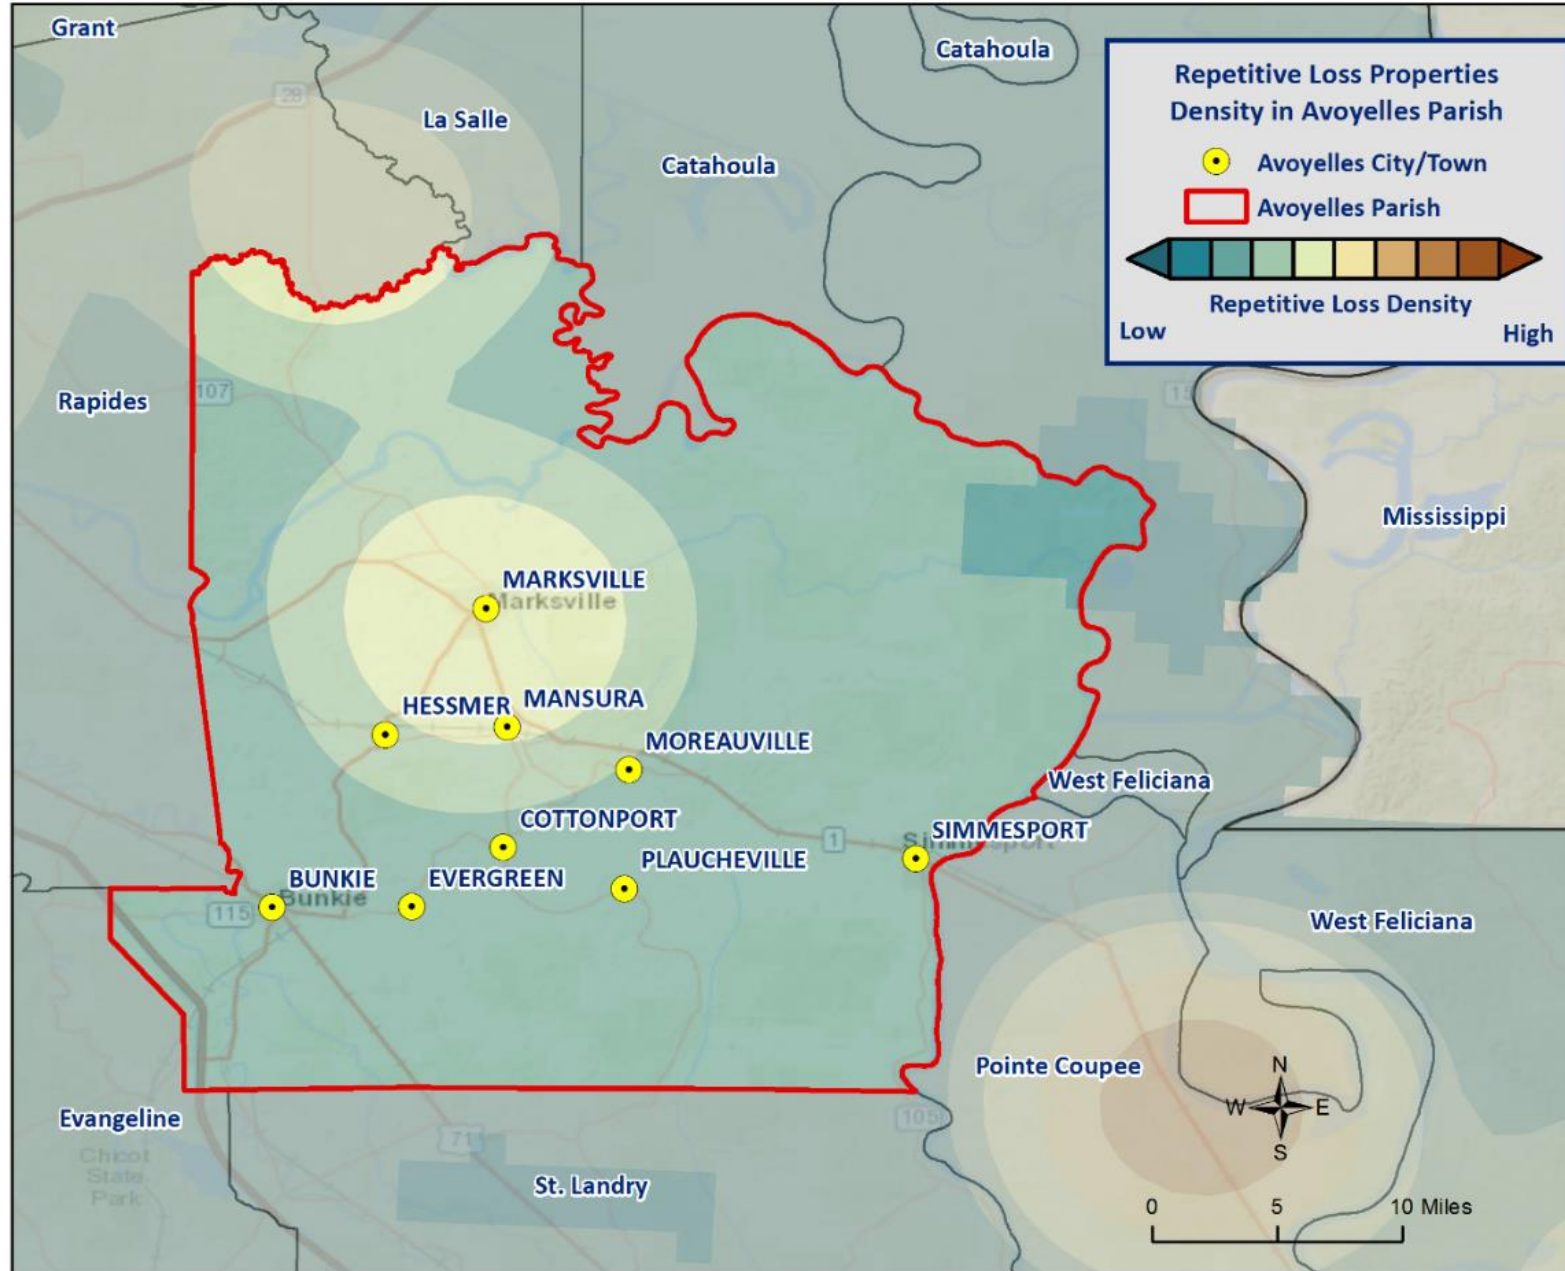 Grant
Catahoula
Repetitive Loss Properties
Density in Avoyelles Parish
Avoyelles City/Town
Avoyelles Parish
Repetitive Loss Density
Low
High
28
La Salle
Catahoula
Rapides
107
15
Mississippi
MARKSVILLE
Marksville
HESSMER
MANSURA
MOREAUVILLE
West Feliciana
COTTONPORT
1
SIMMESPORT
PLAUCHEVILLE
BUNKIE
Bunkie
EVERGREEN
115
West Feliciana
Pointe Coupee
N
W
E
S
Evangeline
Chicot
State
Park
71
105
St. Landry
0
5
10 Miles